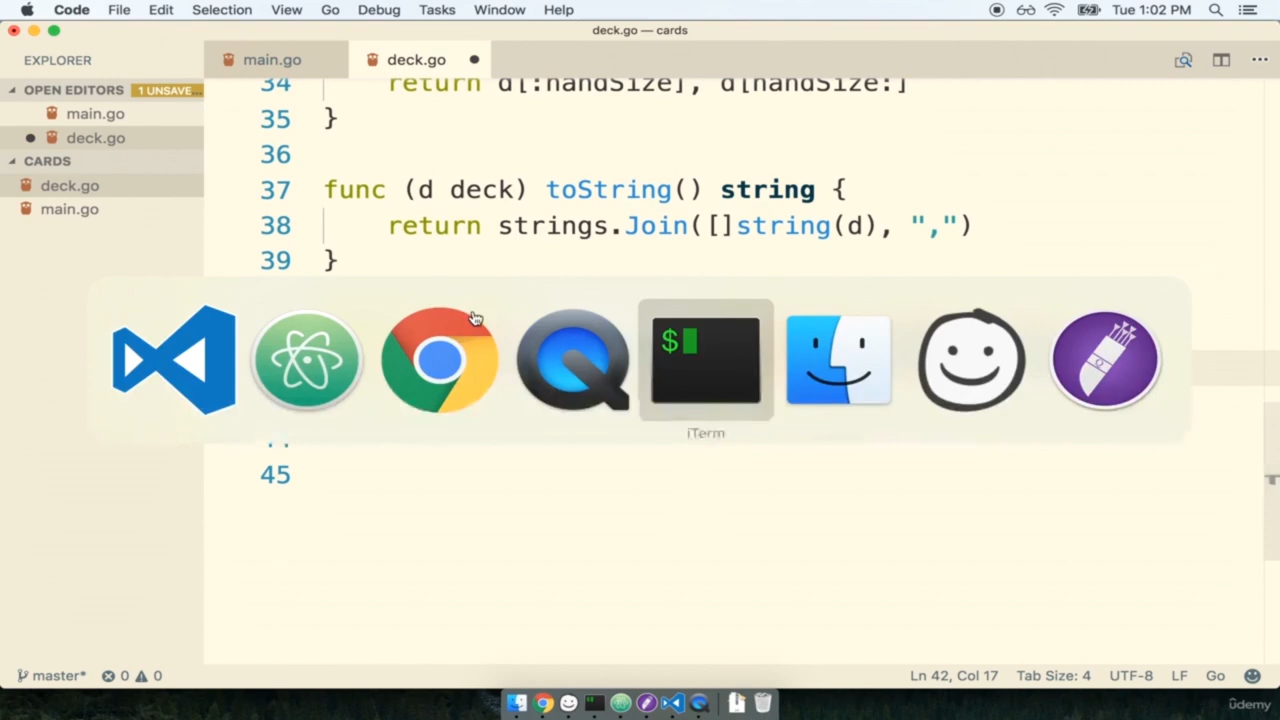 Code File Edit Selection View Go Debug Tasks Window Help Tue 1:02 PM
deck.go — cards
EXPLORER
main.go
deck.go
OPEN EDITORS
1 UNSAVE...
main.go
deck.go
CARDS
deck.go
main.go
34 return d[:handSize], d[handSize:]
35 }
36
37 func (d deck) toString() string {
38 return strings.Join([]string(d), ",")
39 }
$
iTerm
44
45
master* 0 0 Ln 42, Col 17 Tab Size: 4 UTF-8 LF Go
ûdemy